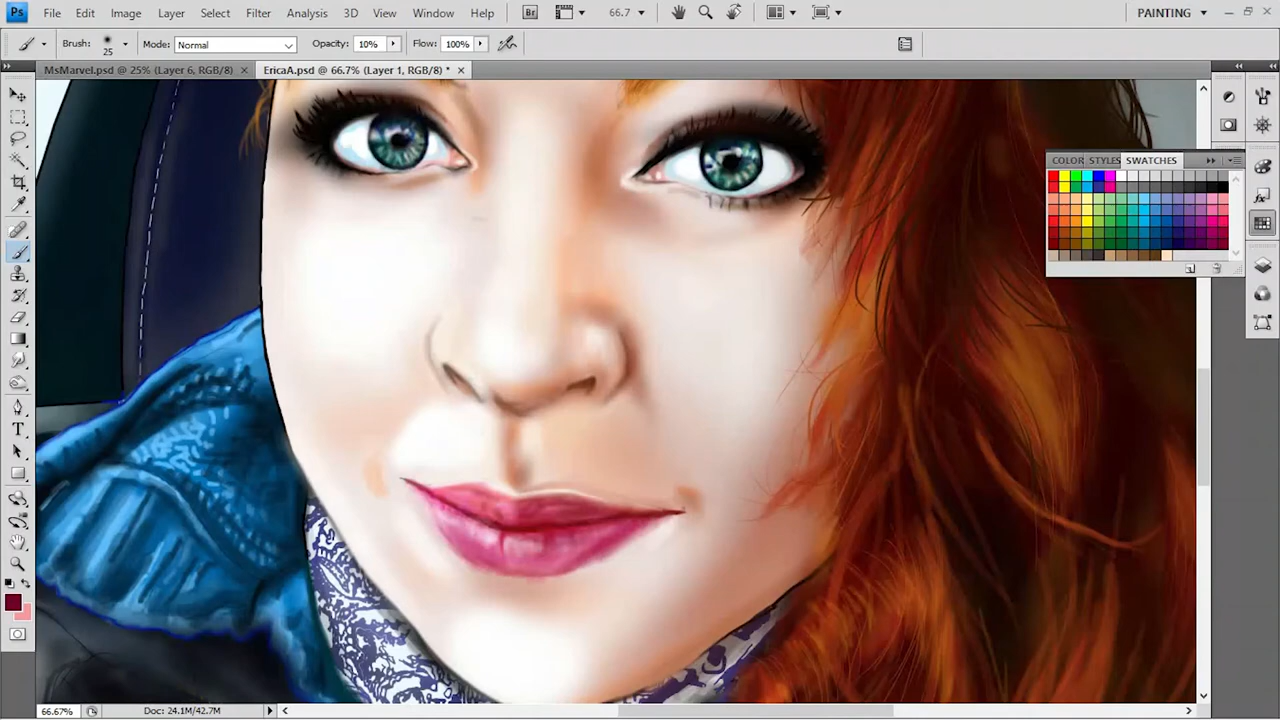 Ps File Edit Image Layer Select Filter Analysis 3D View Window Help Br 66.7 PAINTING
Brush: 25 Mode: Normal Opacity: 10% Flow: 100%
MsMarvel.psd @ 25% (Layer 6, RGB/8) EricaA.psd @ 66.7% (Layer 1, RGB/8) *
COLOR STYLES SWATCHES
66.67% Doc: 24.1M/42.7M